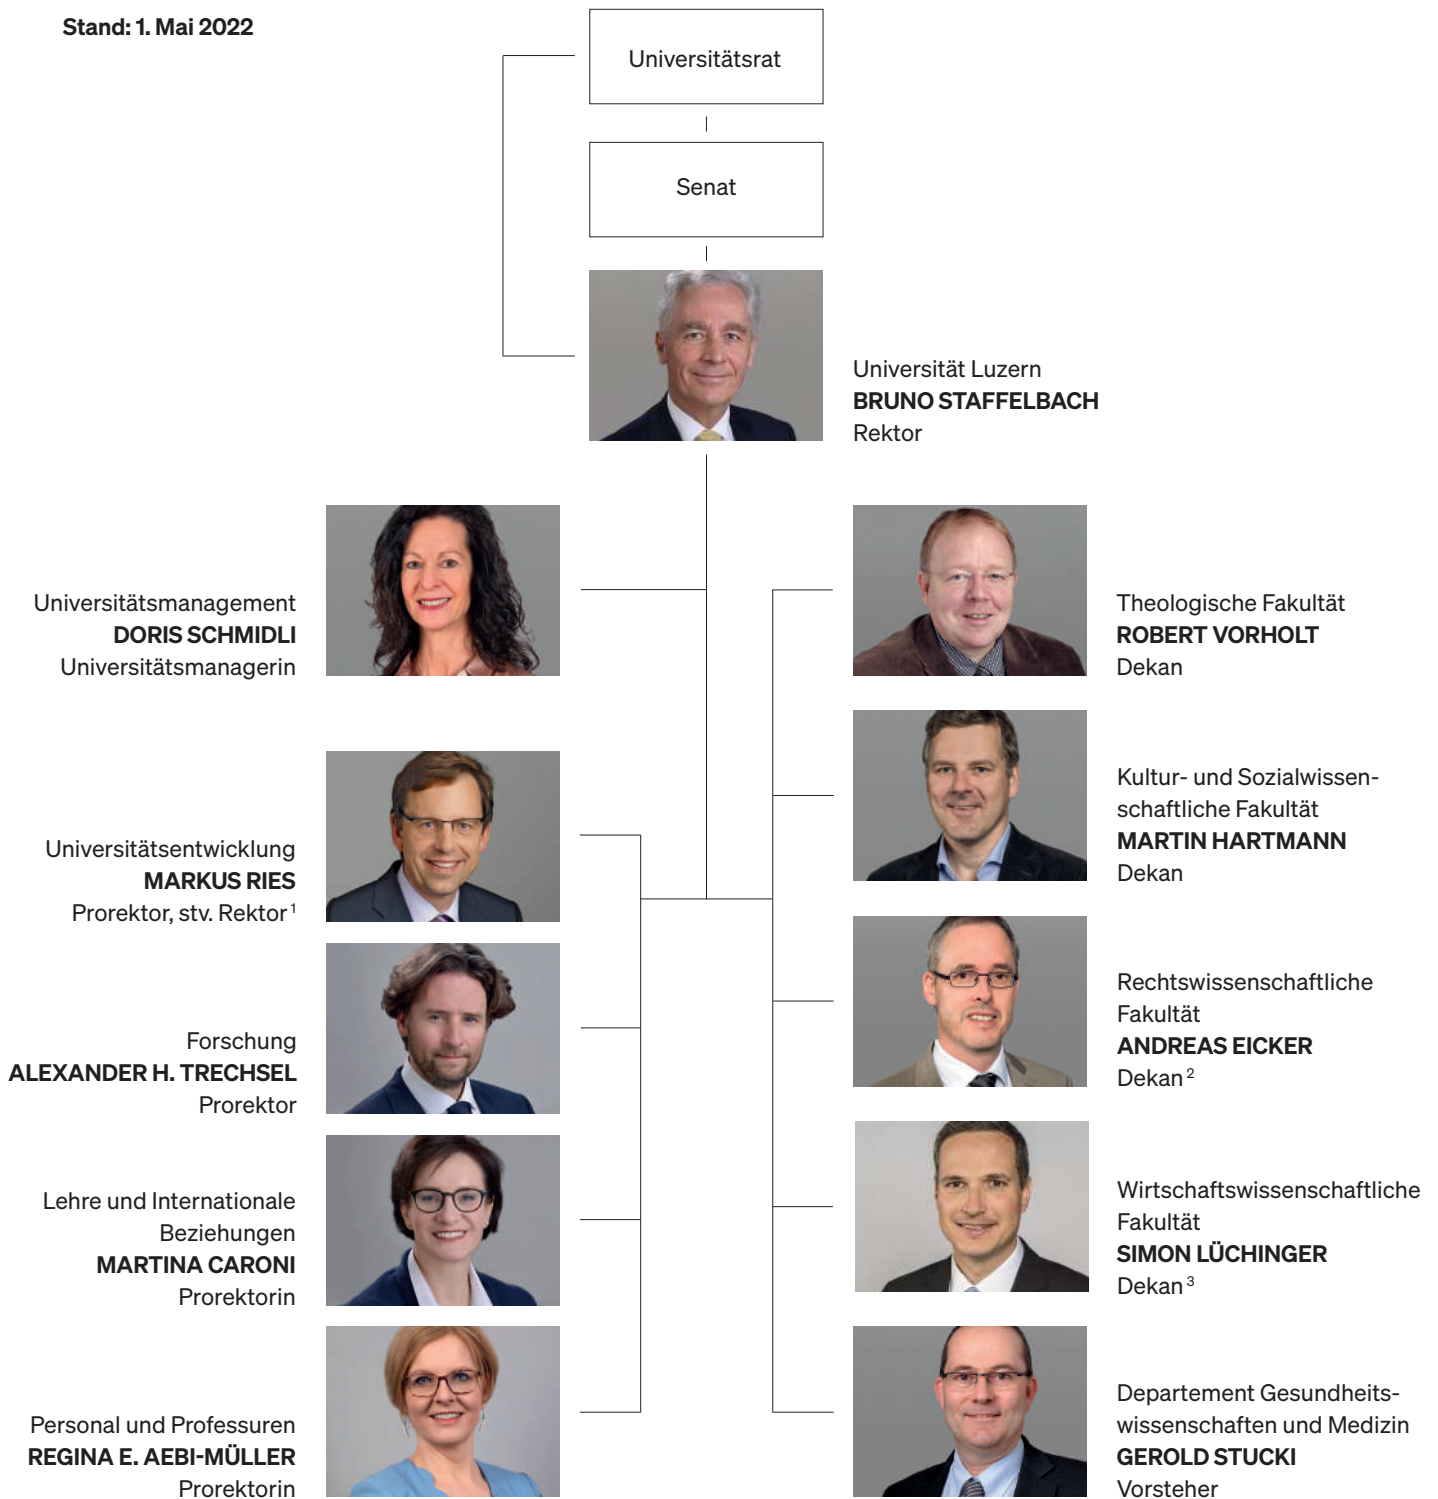 Stand: 1. Mai 2022
Universitätsrat
Senat
Universität Luzern
BRUNO STAFFELBACH
Rektor
Universitätsmanagement
DORIS SCHMIDLI
Universitätsmanagerin
Theologische Fakultät
ROBERT VORHOLT
Dekan
Universitätsentwicklung
MARKUS RIES
Prorektor, stv. Rektor 1
Kultur- und Sozialwissen-
schaftliche Fakultät
MARTIN HARTMANN
Dekan
Forschung
ALEXANDER H. TRECHSEL
Prorektor
Rechtswissenschaftliche
Fakultät
ANDREAS EICKER
Dekan 2
Lehre und Internationale
Beziehungen
MARTINA CARONI
Prorektorin
Wirtschaftswissenschaftliche
Fakultät
SIMON LÜCHINGER
Dekan 3
Personal und Professuren
REGINA E. AEBI-MÜLLER
Prorektorin
Departement Gesundheits-
wissenschaften und Medizin
GEROLD STUCKI
Vorsteher